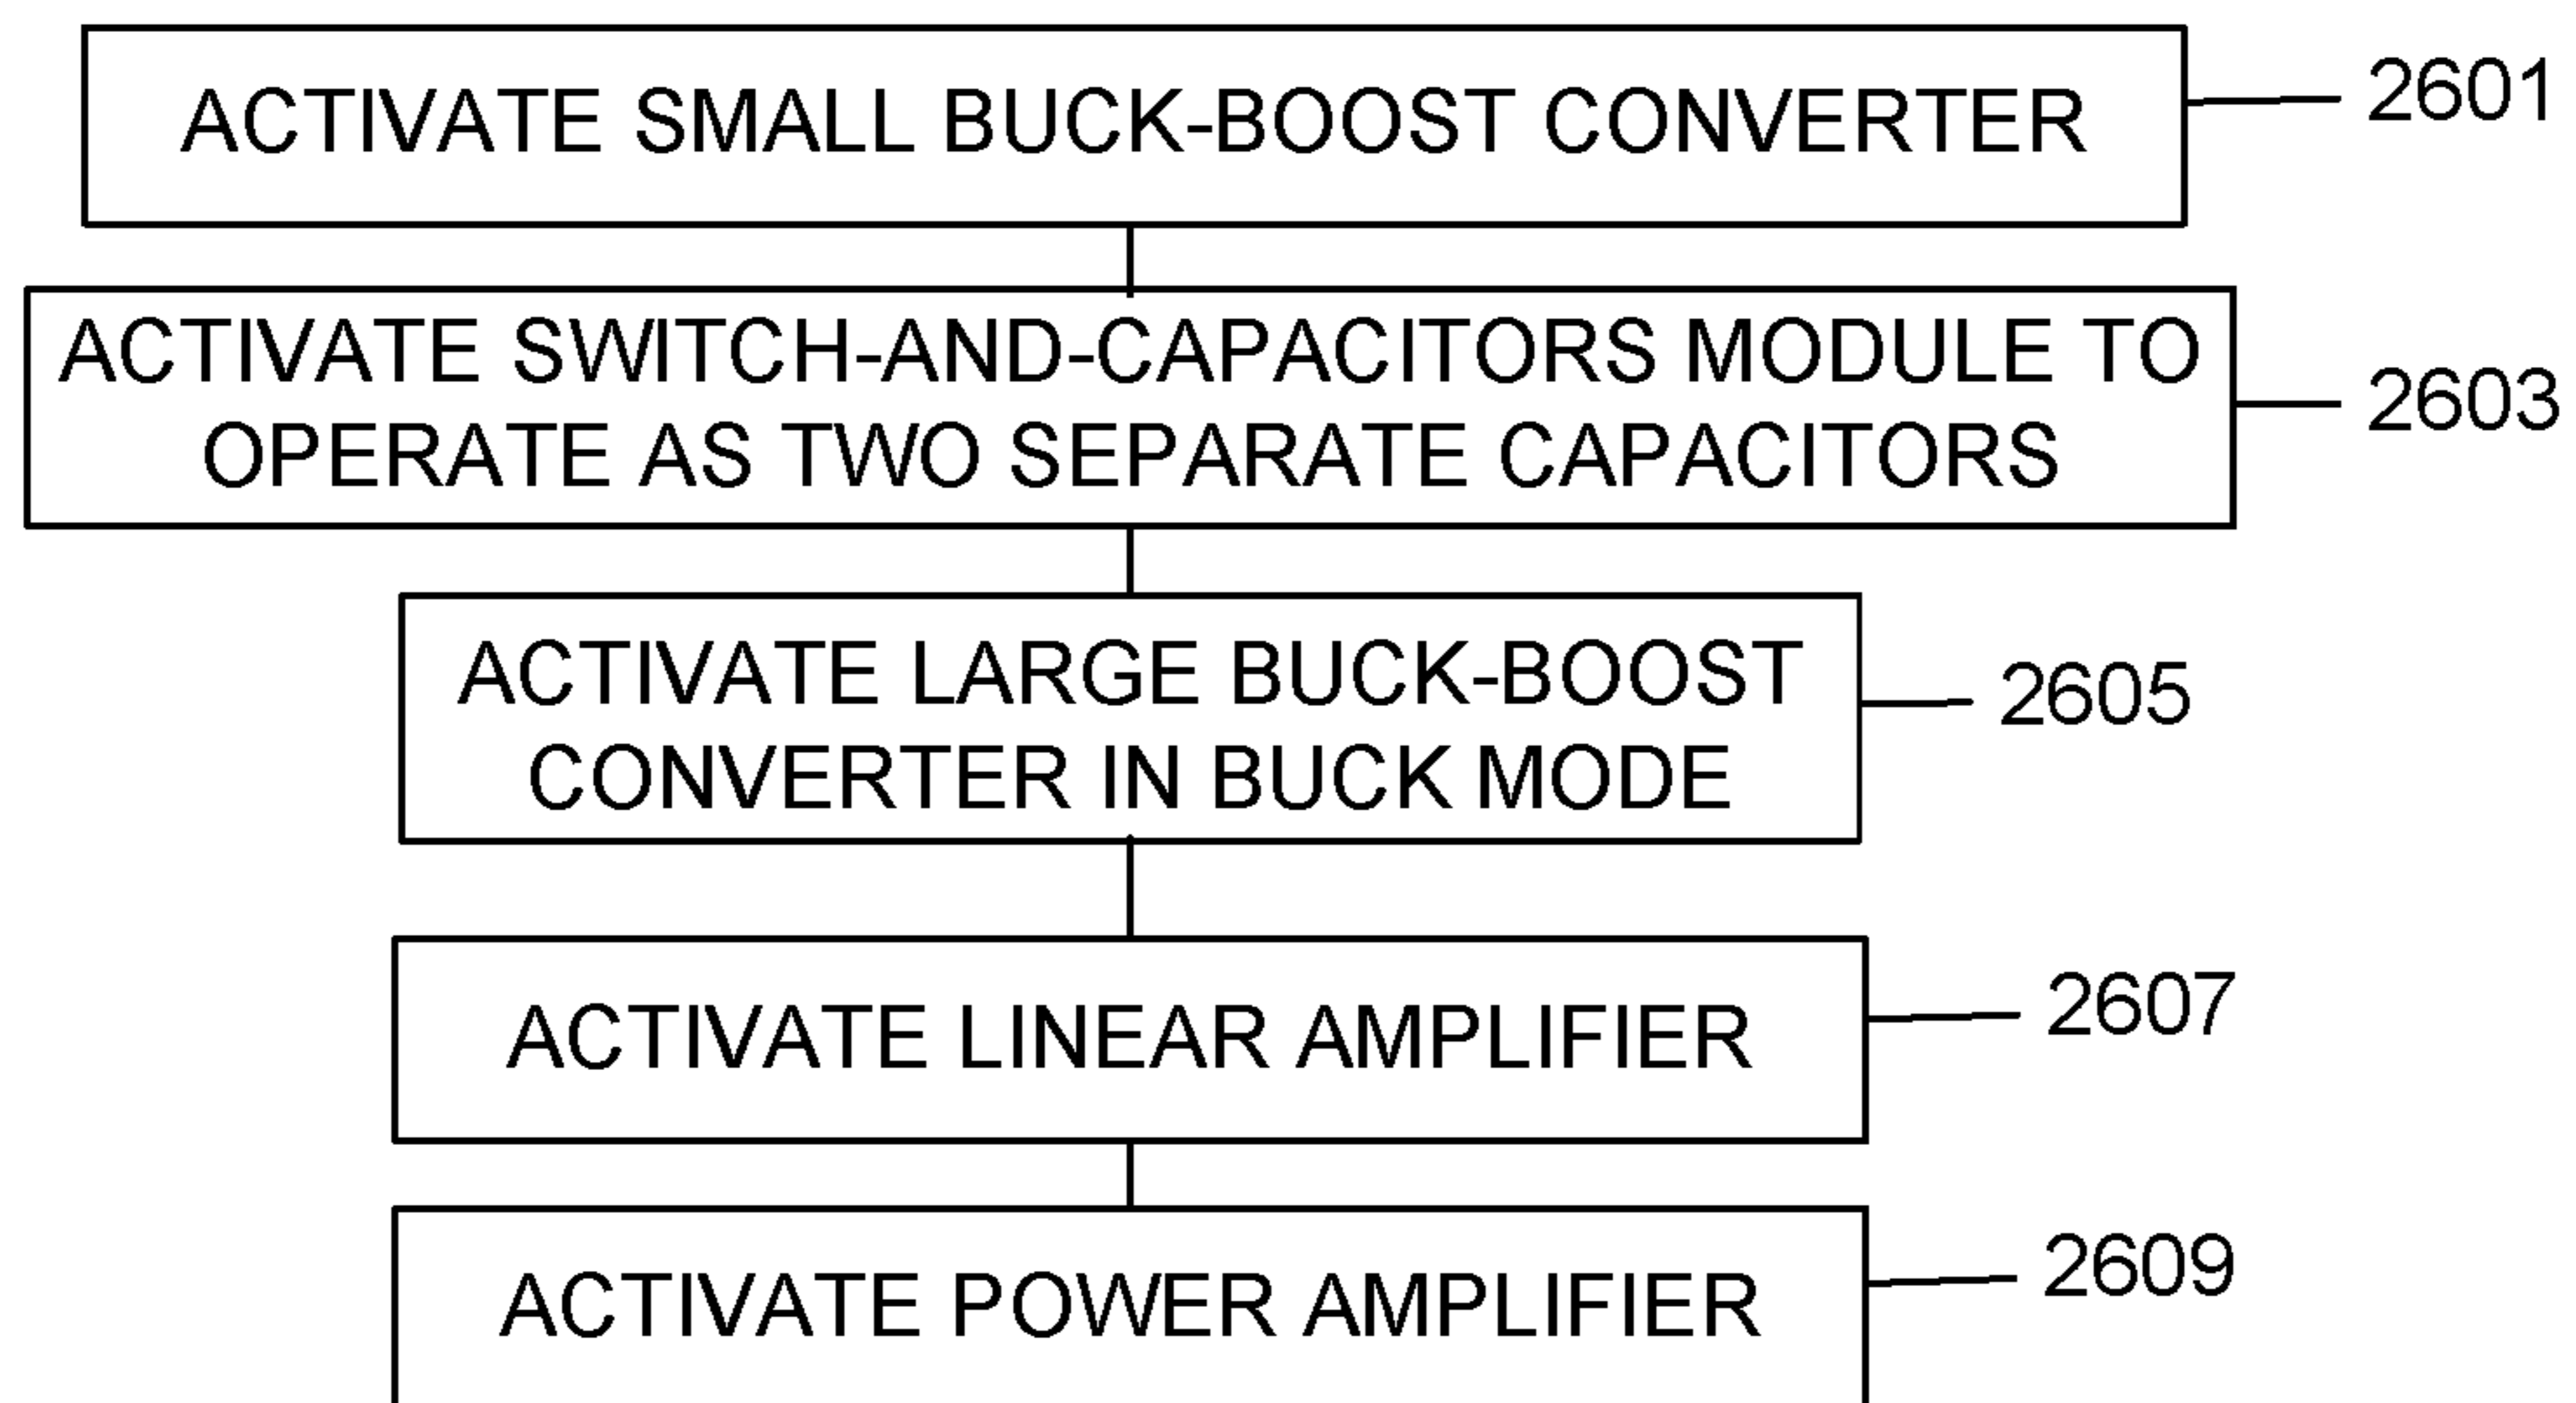 ACTIVATE SMALL BUCK-BOOST CONVERTER
2601
ACTIVATE SWITCH-AND-CAPACITORS MODULE TO
OPERATE AS TWO SEPARATE CAPACITORS
2603
ACTIVATE LARGE BUCK-BOOST
CONVERTER IN BUCK MODE
2605
ACTIVATE LINEAR AMPLIFIER
2607
ACTIVATE POWER AMPLIFIER
2609